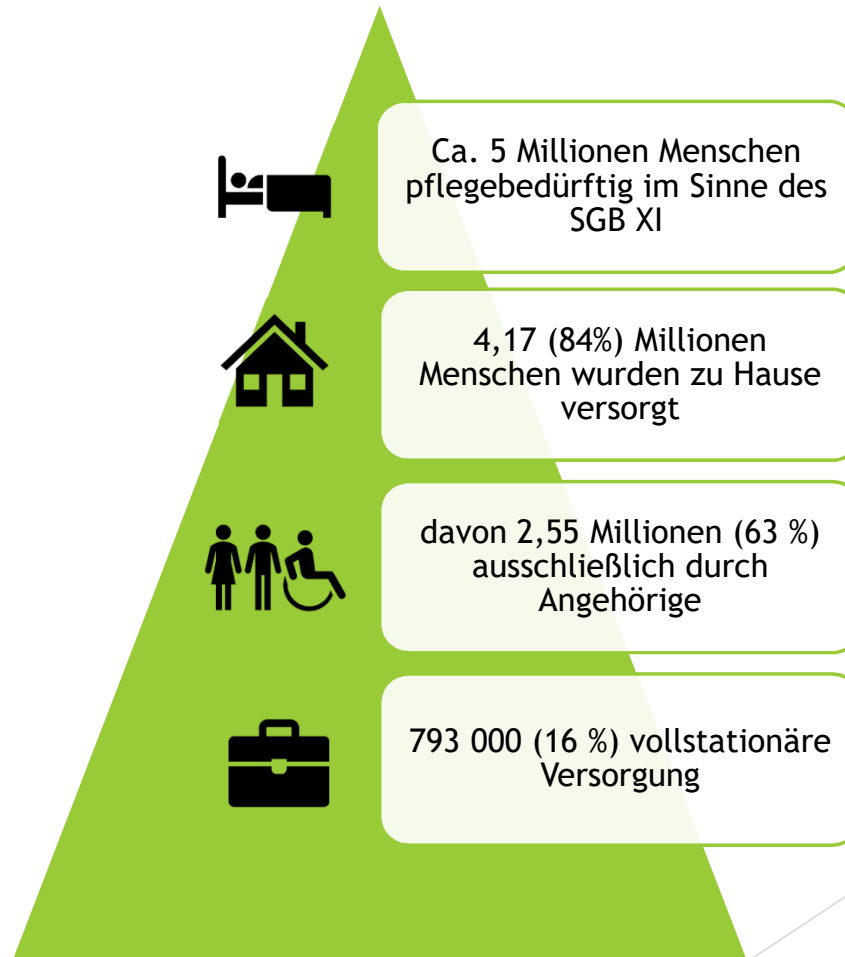 Ca. 5 Millionen Menschen
pflegebedürftig im Sinne des
SGB XI
4,17 (84%) Millionen
Menschen wurden zu Hause
versorgt
davon 2,55 Millionen (63 %)
ausschließlich durch
Angehörige
793 000 (16 %) vollstationäre
Versorgung